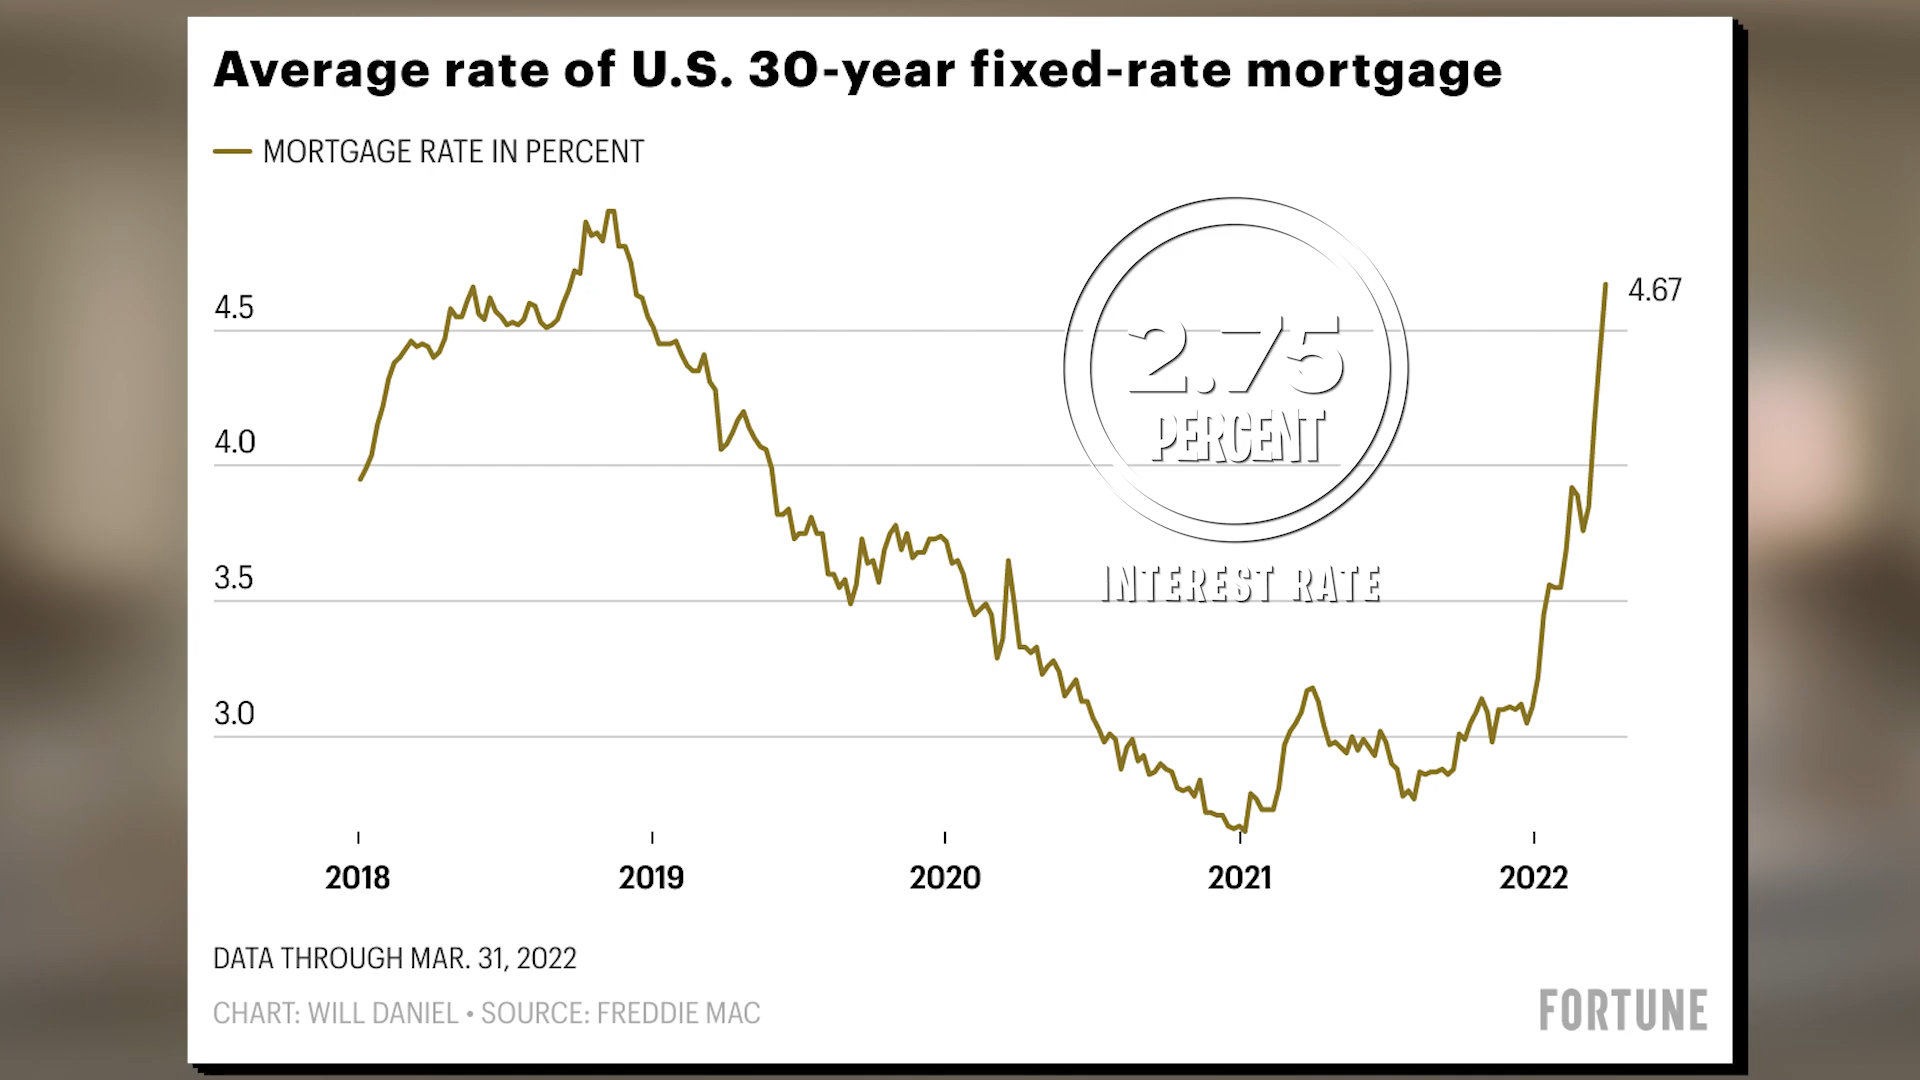 Average rate of U.S. 30-year fixed-rate mortgage
MORTGAGE RATE IN PERCENT
2.75
PERCENT
INTEREST RATE
4.67
4.5
4.0
3.5
3.0
2018 2019 2020 2021 2022
DATA THROUGH MAR. 31, 2022
CHART: WILL DANIEL • SOURCE: FREDDIE MAC
FORTUNE